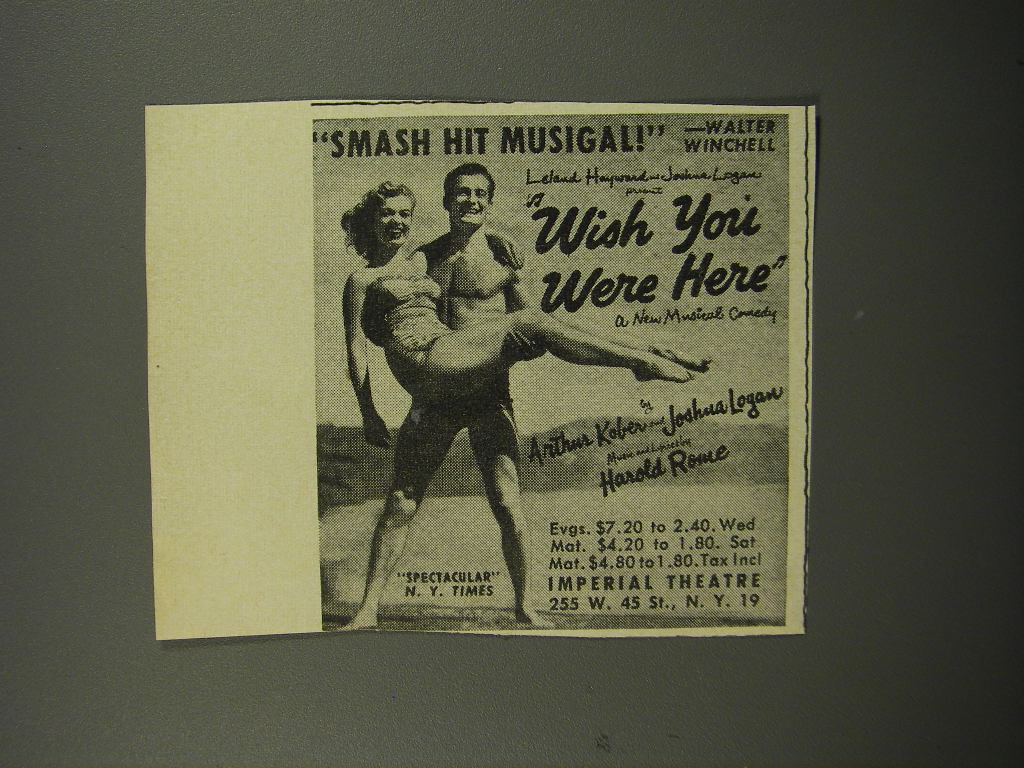 "SMASH HIT MUSICAL!"
—WALTER
WINCHELL
Leland Hayward and Joshua Logan
present
"Wish You
Were Here"
a New Musical Comedy
by
Arthur Kober and Joshua Logan
Music and Lyrics by
Harold Rome
Evgs. $7.20 to 2.40. Wed
Mat. $4.20 to 1.80. Sat
Mat. $4.80 to 1.80. Tax Incl
IMPERIAL THEATRE
255 W. 45 St., N. Y. 19
"SPECTACULAR"
N. Y. TIMES